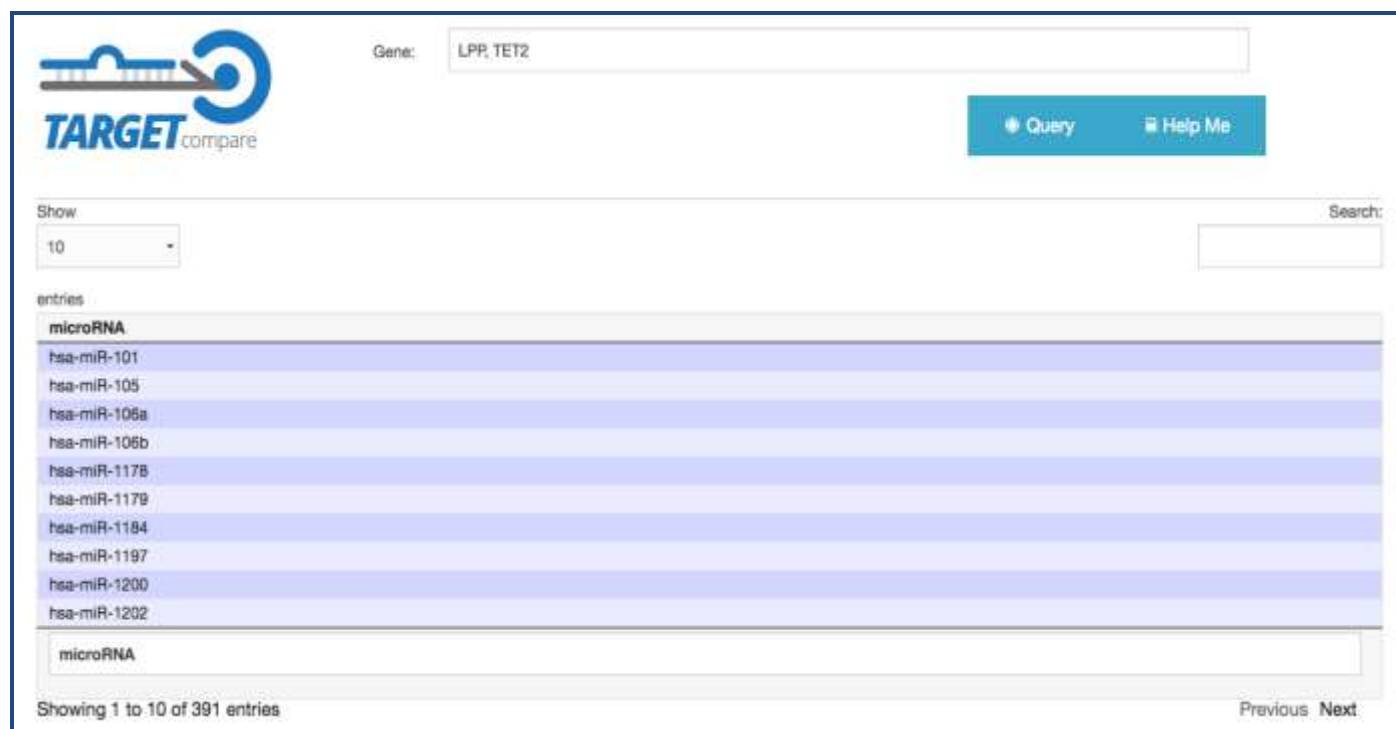 Gene: LPP, TET2
TARGET compare
Query Help Me
Show
Search:
10
entries
microRNA
hsa-miR-101
hsa-miR-105
hsa-miR-106a
hsa-miR-106b
hsa-miR-1178
hsa-miR-1179
hsa-miR-1184
hsa-miR-1197
hsa-miR-1200
hsa-miR-1202
microRNA
Showing 1 to 10 of 391 entries
Previous Next